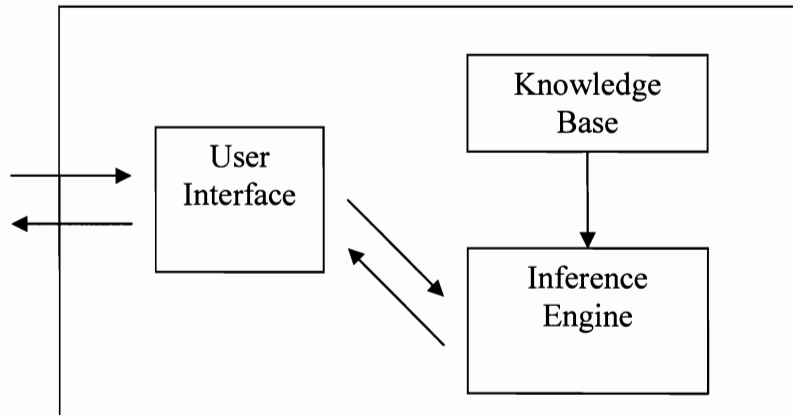 Knowledge
Base
User
Interface
Inference
Engine